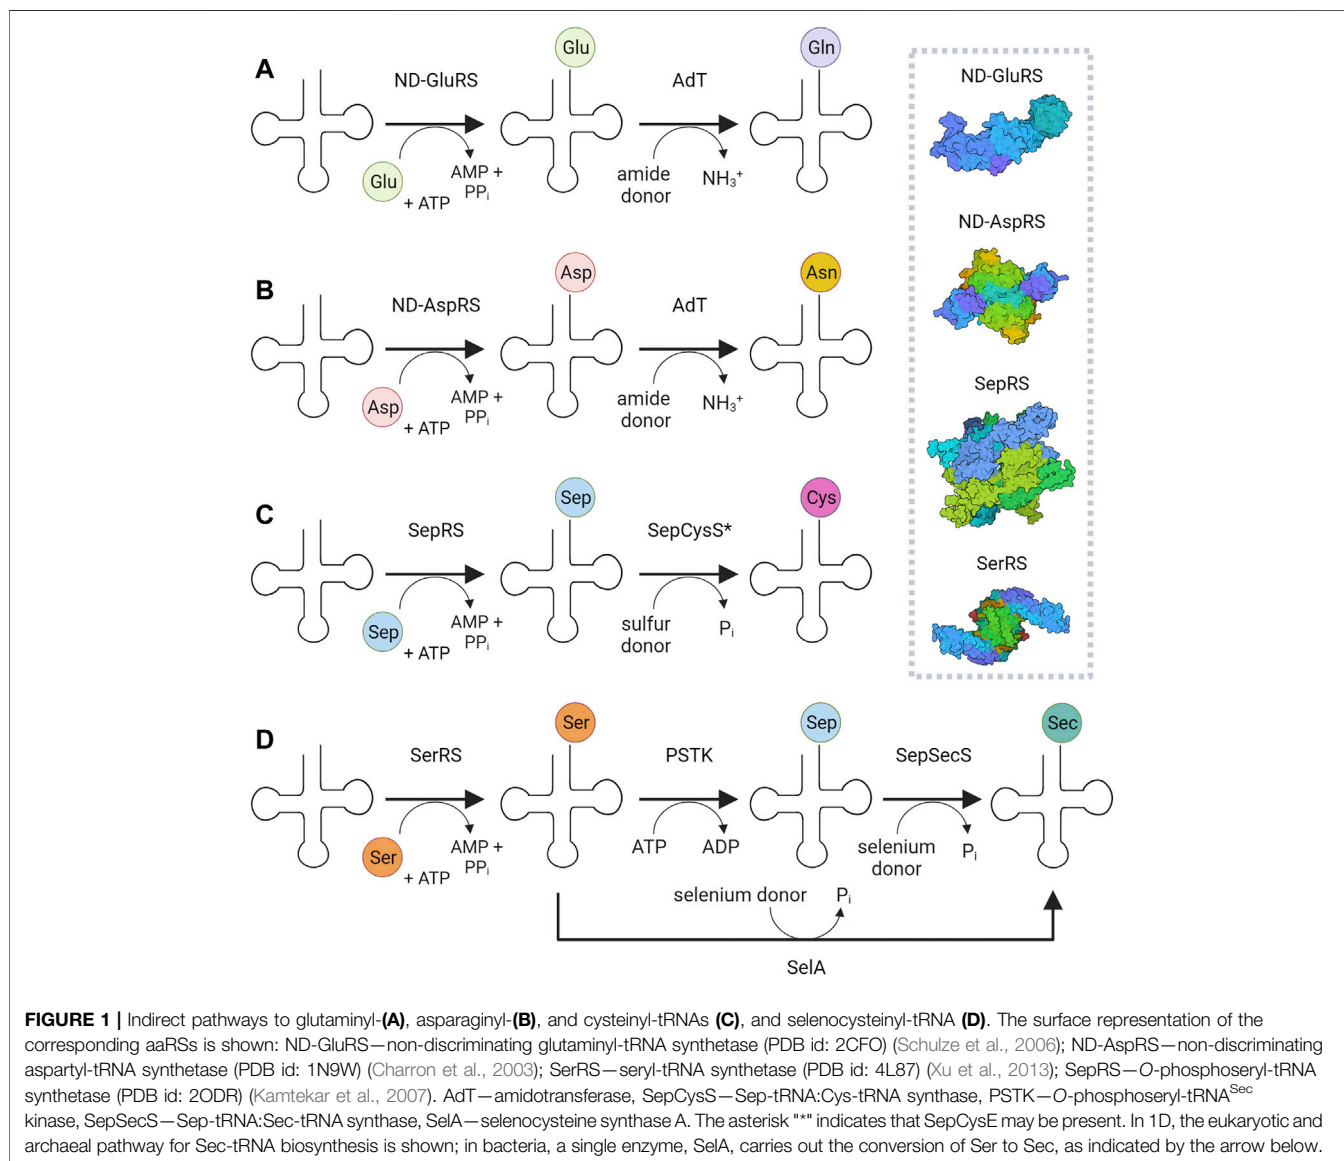 A
ND-GluRS
Glu
AdT
Gln
Glu
+ ATP
AMP +
PPi
amide
donor
NH3+
B
ND-AspRS
Asp
AdT
Asn
Asp
+ ATP
AMP +
PPi
amide
donor
NH3+
C
SepRS
Sep
SepCysS*
Cys
Sep
+ ATP
AMP +
PPi
sulfur
donor
Pi
D
SerRS
Ser
PSTK
Sep
SepSecS
Sec
Ser
+ ATP
AMP +
PPi
ATP
ADP
selenium
donor
Pi
selenium donor
Pi
SelA
ND-GluRS
ND-AspRS
SepRS
SerRS
FIGURE 1 | Indirect pathways to glutaminyl-(A), asparaginyl-(B), and cysteinyl-tRNAs (C), and selenocysteinyl-tRNA (D). The surface representation of the
corresponding aaRSs is shown: ND-GluRS—non-discriminating glutaminyl-tRNA synthetase (PDB id: 2CFO) (Schulze et al., 2006); ND-AspRS—non-discriminating
aspartyl-tRNA synthetase (PDB id: 1N9W) (Charron et al., 2003); SerRS—seryl-tRNA synthetase (PDB id: 4L87) (Xu et al., 2013); SepRS—O-phosphoseryl-tRNA
synthetase (PDB id: 2ODR) (Kamtekar et al., 2007). AdT—amidotransferase, SepCysS—Sep-tRNA:Cys-tRNA synthase, PSTK—O-phosphoseryl-tRNASec
kinase, SepSecS—Sep-tRNA:Sec-tRNA synthase, SelA—selenocysteine synthase A. The asterisk "*" indicates that SepCysE may be present. In 1D, the eukaryotic and
archaeal pathway for Sec-tRNA biosynthesis is shown; in bacteria, a single enzyme, SelA, carries out the conversion of Ser to Sec, as indicated by the arrow below.